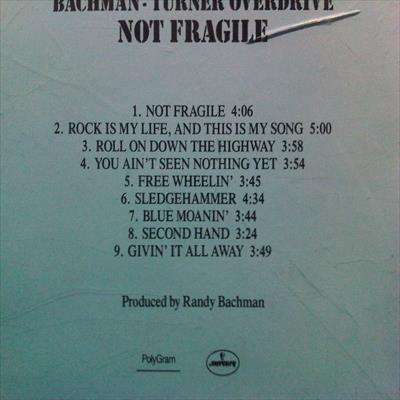 BACHMAN-TURNER OVERDRIVE
NOT FRAGILE
1. NOT FRAGILE 4:06
2. ROCK IS MY LIFE, AND THIS IS MY SONG 5:00
3. ROLL ON DOWN THE HIGHWAY 3:58
4. YOU AIN'T SEEN NOTHING YET 3:54
5. FREE WHEELIN' 3:45
6. SLEDGEHAMMER 4:34
7. BLUE MOANIN' 3:44
8. SECOND HAND 3:24
9. GIVIN' IT ALL AWAY 3:49
Produced by Randy Bachman
PolyGram
mercury